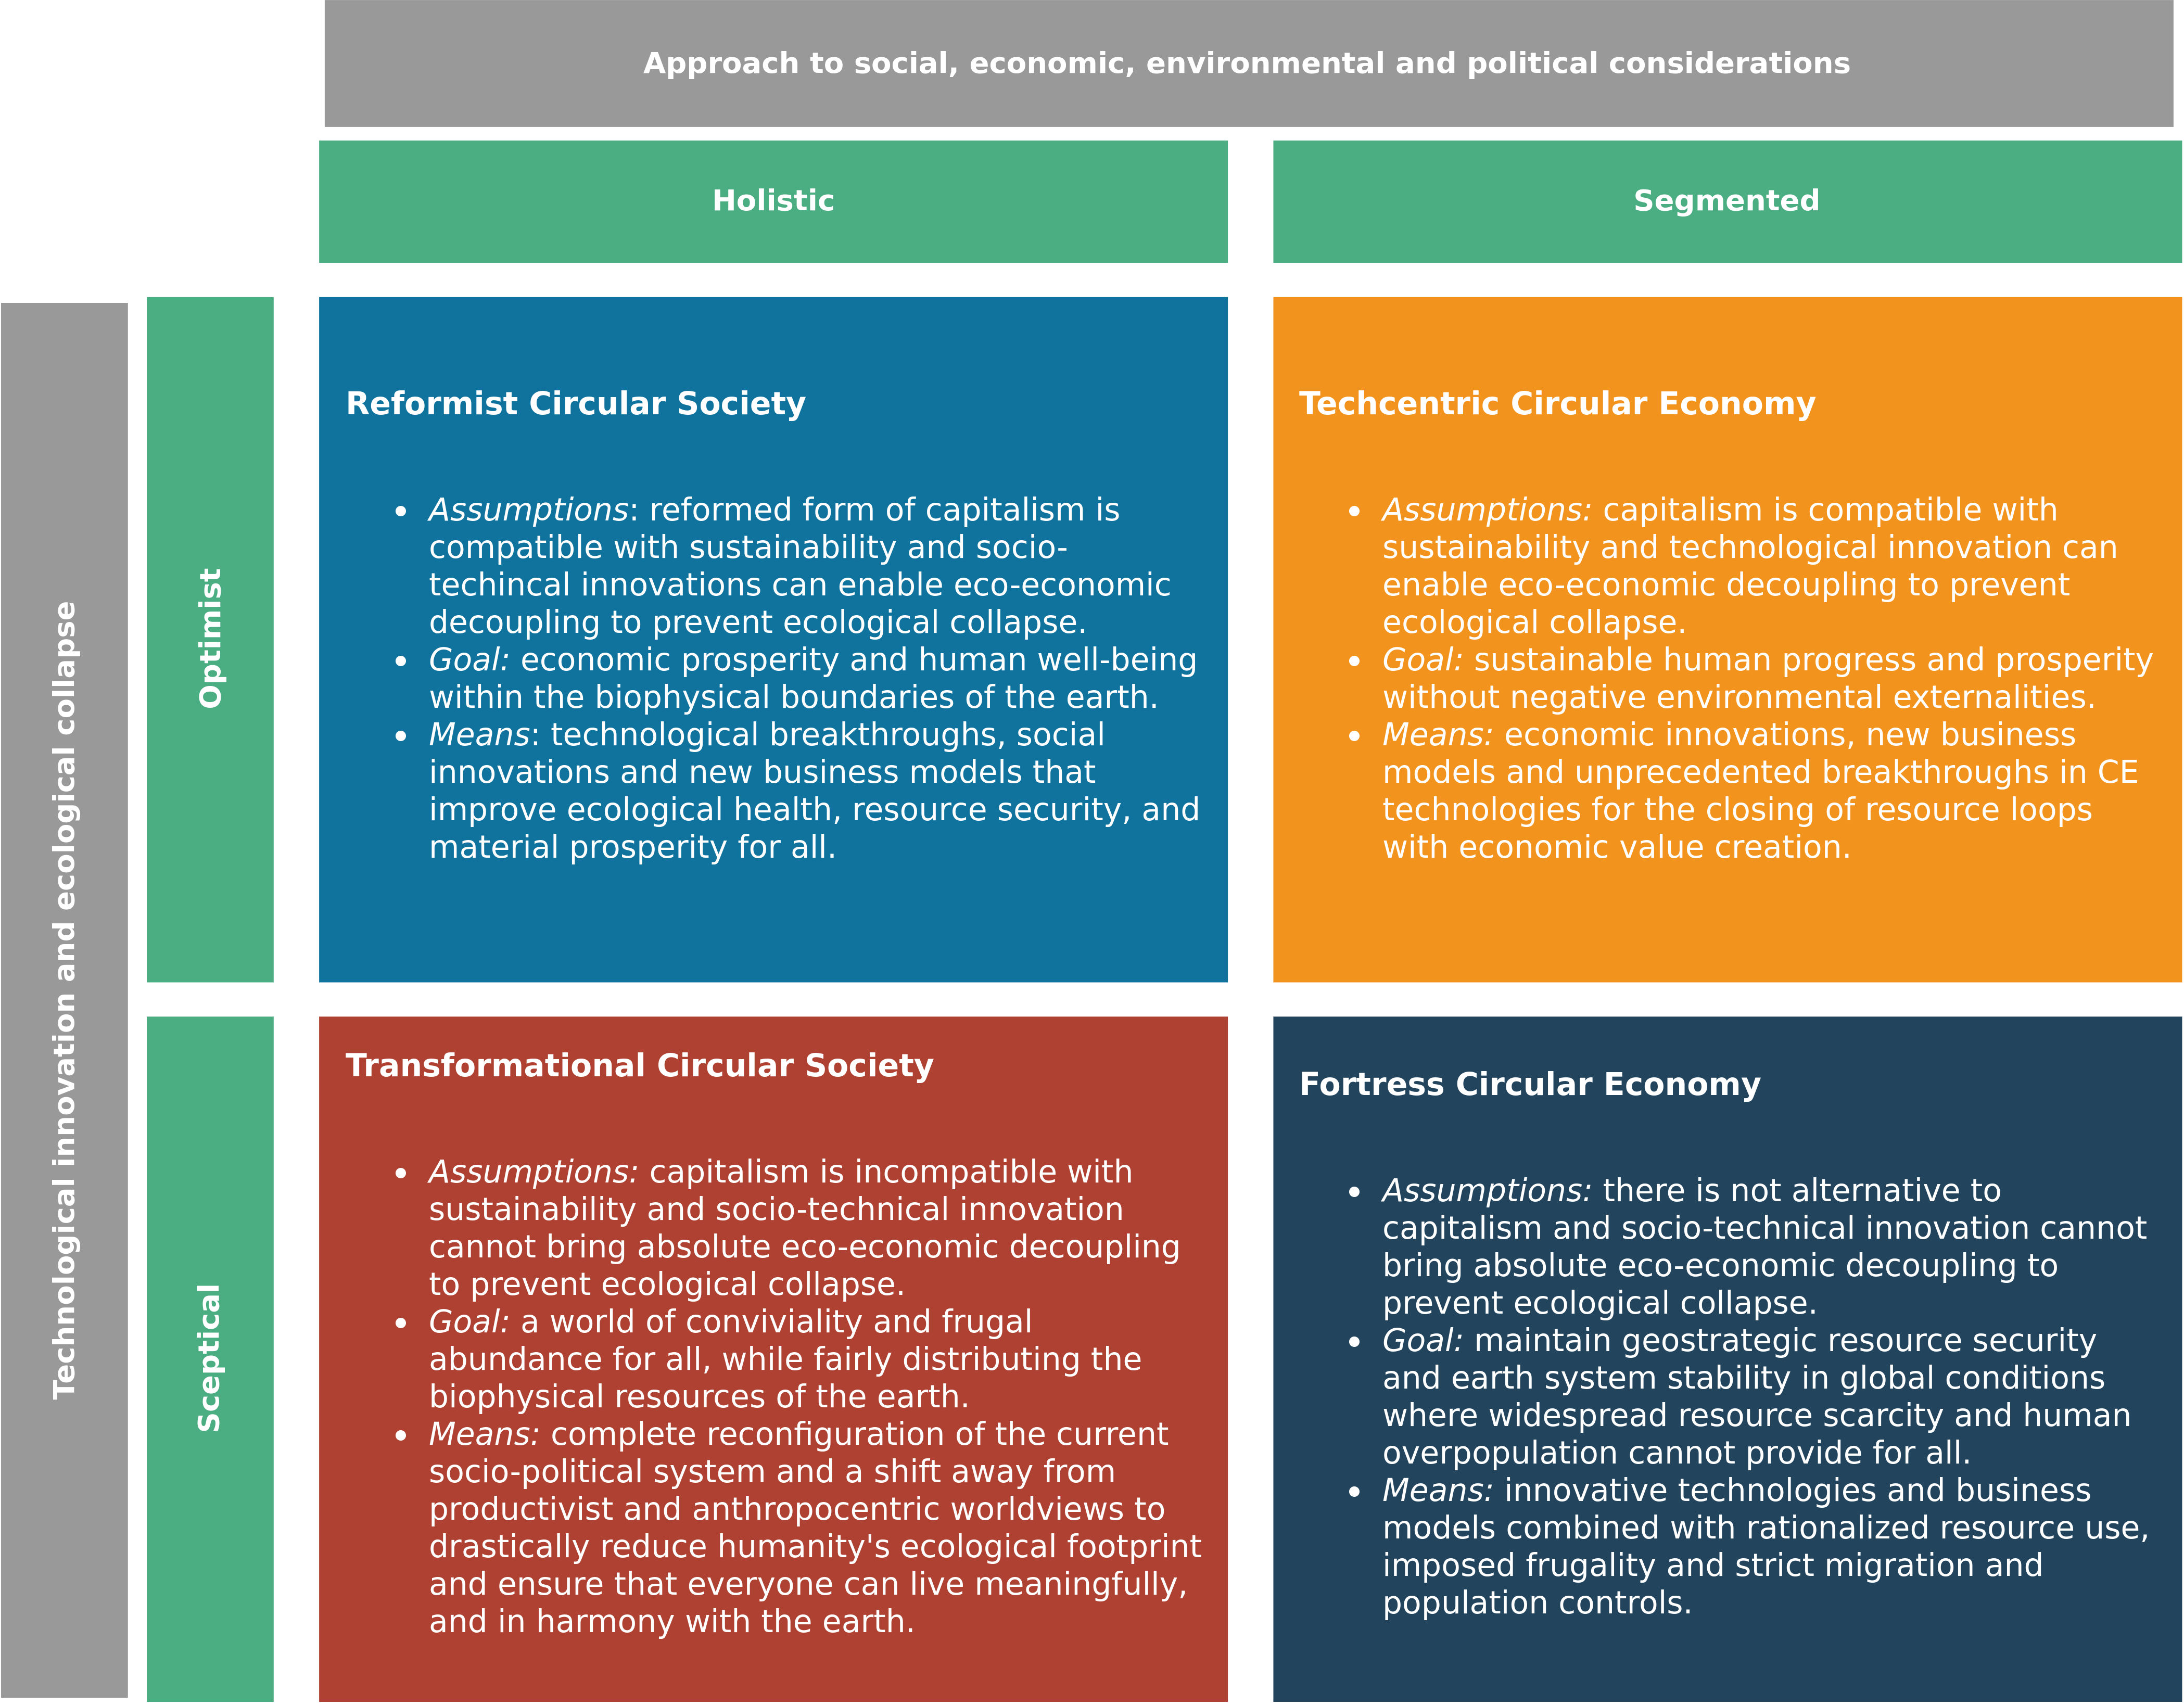 Approach to social, economic, environmental and political considerations
Holistic
Segmented
Technological innovation and ecological collapse
Optimist
Reformist Circular Society
• Assumptions: reformed form of capitalism is
compatible with sustainability and socio-
techincal innovations can enable eco-economic
decoupling to prevent ecological collapse.
• Goal: economic prosperity and human well-being
within the biophysical boundaries of the earth.
• Means: technological breakthroughs, social
innovations and new business models that
improve ecological health, resource security, and
material prosperity for all.
Techcentric Circular Economy
• Assumptions: capitalism is compatible with
sustainability and technological innovation can
enable eco-economic decoupling to prevent
ecological collapse.
• Goal: sustainable human progress and prosperity
without negative environmental externalities.
• Means: economic innovations, new business
models and unprecedented breakthroughs in CE
technologies for the closing of resource loops
with economic value creation.
Sceptical
Transformational Circular Society
• Assumptions: capitalism is incompatible with
sustainability and socio-technical innovation
cannot bring absolute eco-economic decoupling
to prevent ecological collapse.
• Goal: a world of conviviality and frugal
abundance for all, while fairly distributing the
biophysical resources of the earth.
• Means: complete reconfiguration of the current
socio-political system and a shift away from
productivist and anthropocentric worldviews to
drastically reduce humanity's ecological footprint
and ensure that everyone can live meaningfully,
and in harmony with the earth.
Fortress Circular Economy
• Assumptions: there is not alternative to
capitalism and socio-technical innovation cannot
bring absolute eco-economic decoupling to
prevent ecological collapse.
• Goal: maintain geostrategic resource security
and earth system stability in global conditions
where widespread resource scarcity and human
overpopulation cannot provide for all.
• Means: innovative technologies and business
models combined with rationalized resource use,
imposed frugality and strict migration and
population controls.